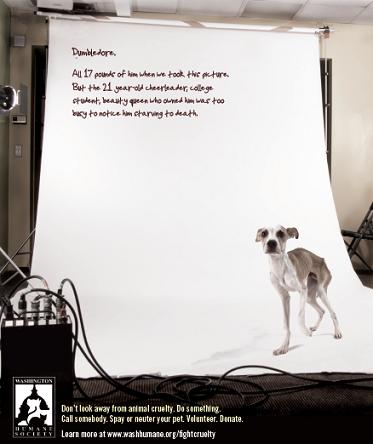 Dumbledore.
All 17 pounds of him when we took this picture.
But the 21 year-old cheerleader, college
student, beauty queen who owned him was too
busy to notice him starving to death.
WASHINGTON
HUMANE
SOCIETY
Don't look away from animal cruelty. Do something.
Call somebody. Spay or neuter your pet. Volunteer. Donate.
Learn more at www.washhumane.org/fightcruelty